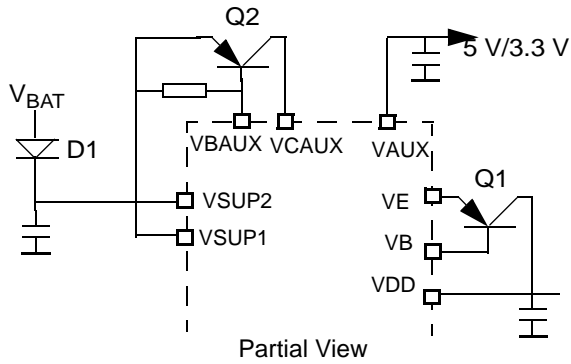 Q2
5 V/3.3 V
VBAT
D1
VBAUX
VCAUX
VAUX
Q1
VSUP2
VE
VSUP1
VB
VDD
Partial View